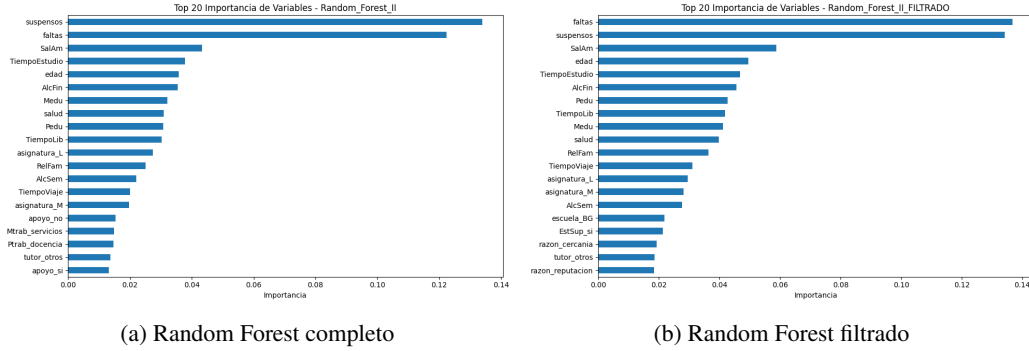 Top 20 Importancia de Variables - Random_Forest_II
suspensos
faltas
SalAm
TiempoEstudio
edad
AlcFin
Medu
salud
Pedu
TiempoLib
asignatura_L
RelFam
AlcSem
TiempoViaje
asignatura_M
apoyo_no
Mtrab_servicios
Ptrab_docencia
tutor_otros
apoyo_si
0.00 0.02 0.04 0.06 0.08 0.10 0.12 0.14
Importancia
(a) Random Forest completo
Top 20 Importancia de Variables - Random_Forest_II_FILTRADO
faltas
suspensos
SalAm
edad
TiempoEstudio
AlcFin
Pedu
TiempoLib
Medu
salud
RelFam
TiempoViaje
asignatura_L
asignatura_M
AlcSem
escuela_BG
EstSup_si
razon_cercania
tutor_otros
razon_reputacion
0.00 0.02 0.04 0.06 0.08 0.10 0.12 0.14
Importancia
(b) Random Forest filtrado